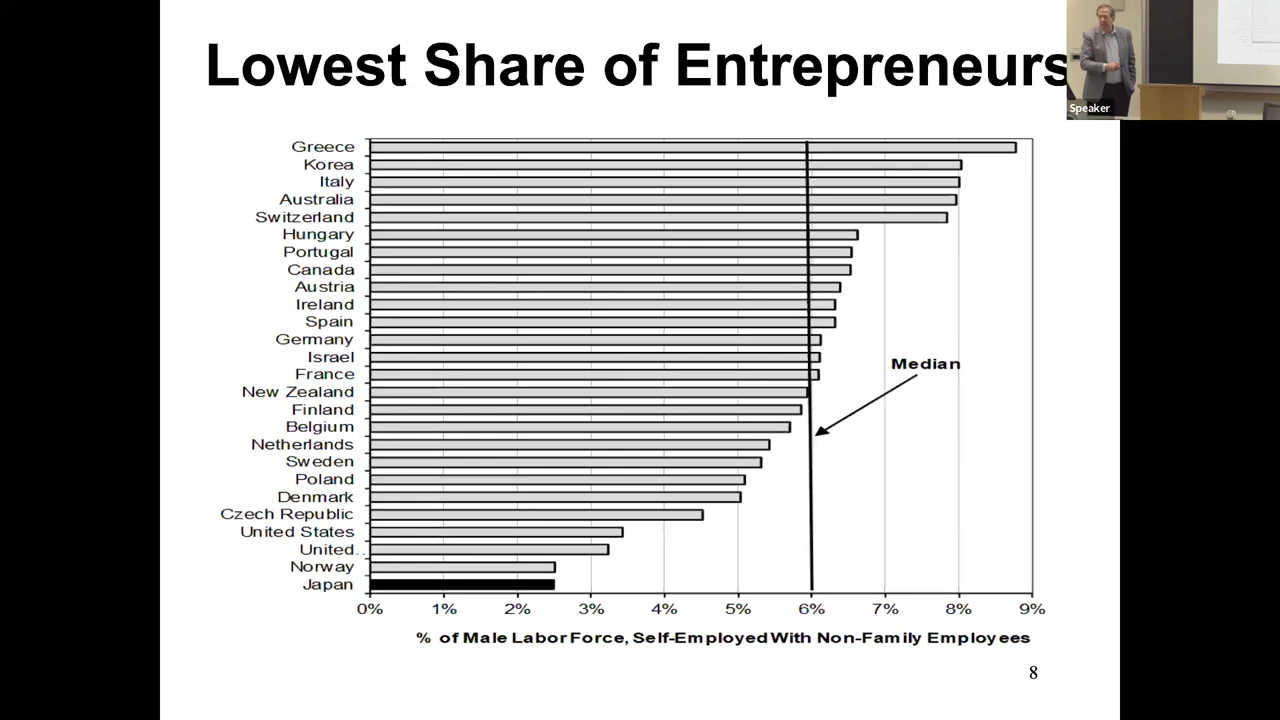 Lowest Share of Entrepreneurs
Speaker
Greece
Korea
Italy
Australia
Switzerland
Hungary
Portugal
Canada
Austria
Ireland
Spain
Germany
Israel
France
New Zealand
Finland
Belgium
Netherlands
Sweden
Poland
Denmark
Czech Republic
United States
United..
Norway
Japan
Median
0% 1% 2% 3% 4% 5% 6% 7% 8% 9%
% of Male Labor Force, Self-Employed With Non-Family Employees
8